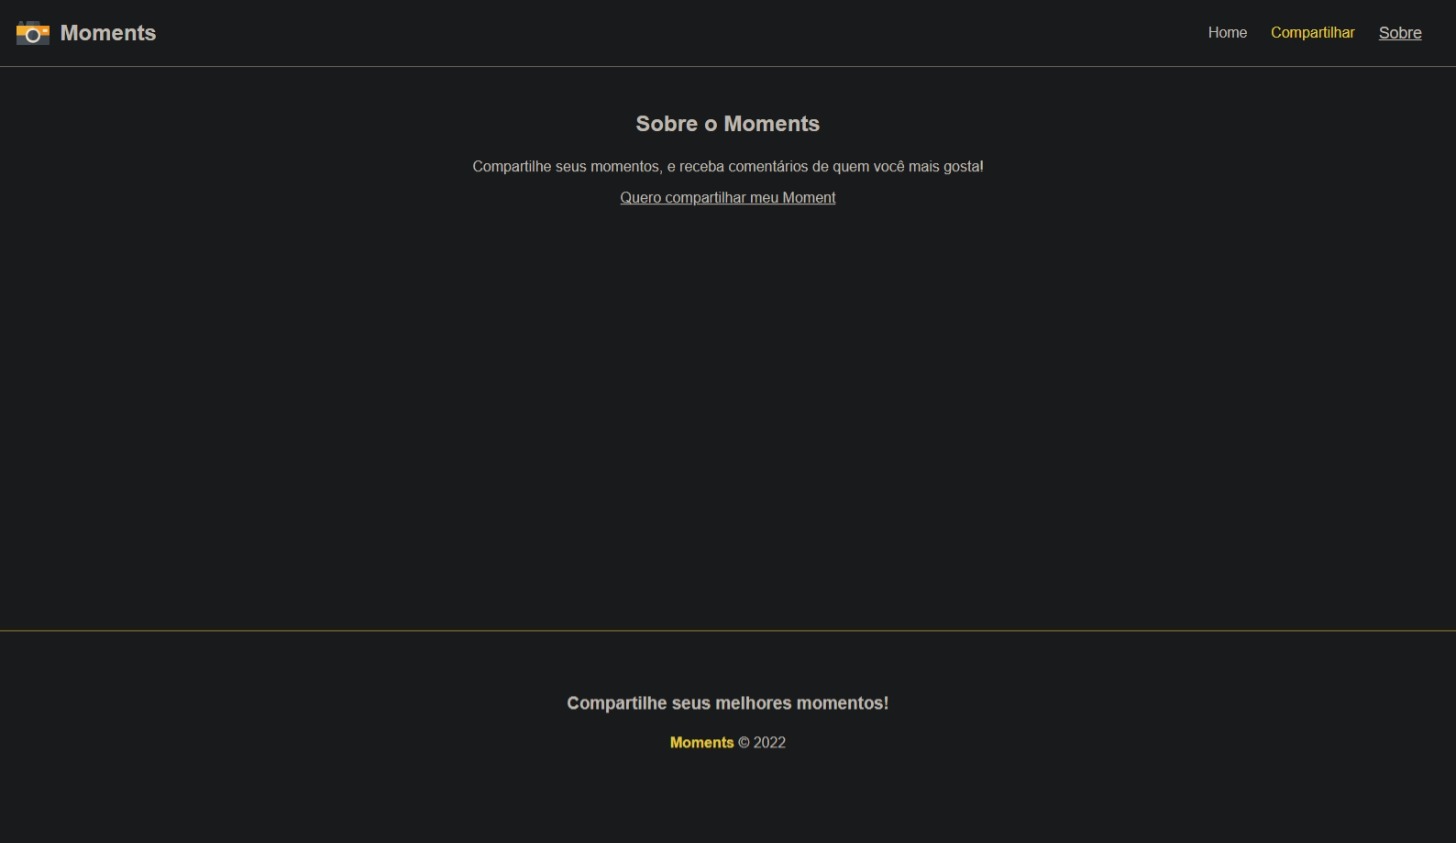 Moments
Home Compartilhar Sobre
Sobre o Moments
Compartilhe seus momentos, e receba comentários de quem você mais gosta!
Quero compartilhar meu Moment
Compartilhe seus melhores momentos!
Moments © 2022